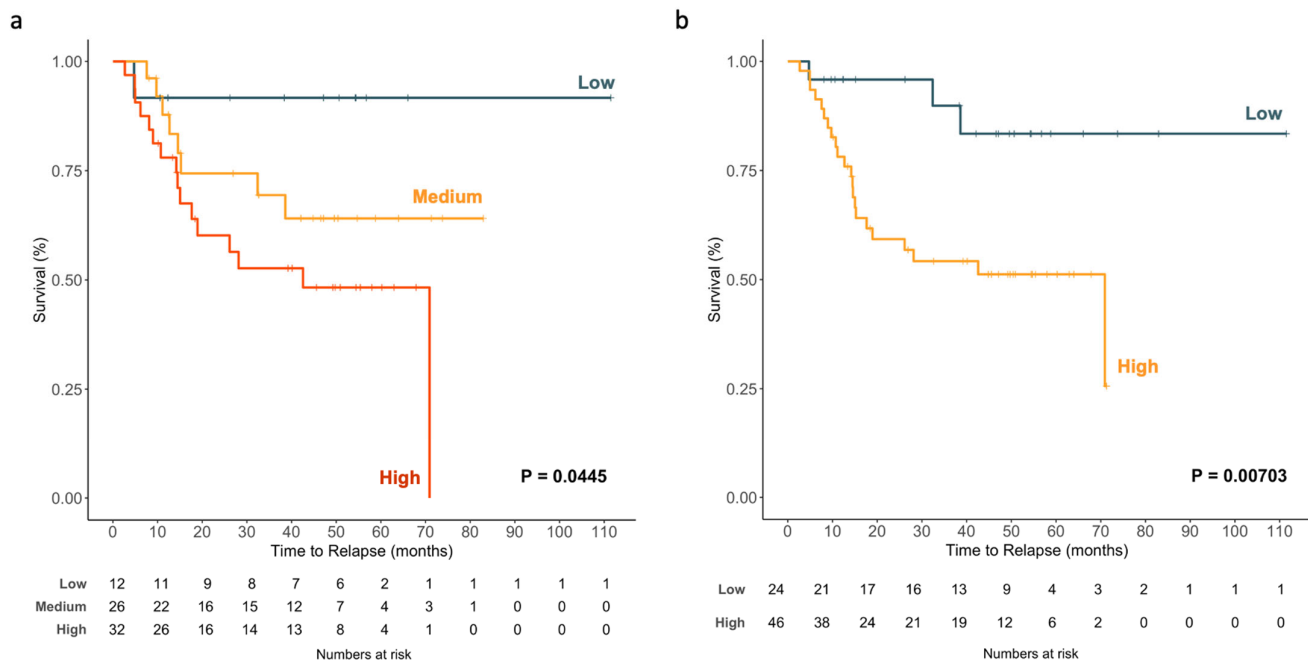 a
1.00
0.75
0.50
0.25
0.00
Survival (%)
Low
Medium
High
P = 0.0445
0 10 20 30 40 50 60 70 80 90 100 110
Time to Relapse (months)
Low 12 11 9 8 7 6 2 1 1 1 1 1
Medium 26 22 16 15 12 7 4 3 1 0 0 0
High 32 26 16 14 13 8 4 1 0 0 0 0
Numbers at risk
b
1.00
0.75
0.50
0.25
0.00
Survival (%)
Low
High
P = 0.00703
0 10 20 30 40 50 60 70 80 90 100 110
Time to Relapse (months)
Low 24 21 17 16 13 9 4 3 2 1 1 1
High 46 38 24 21 19 12 6 2 0 0 0 0
Numbers at risk